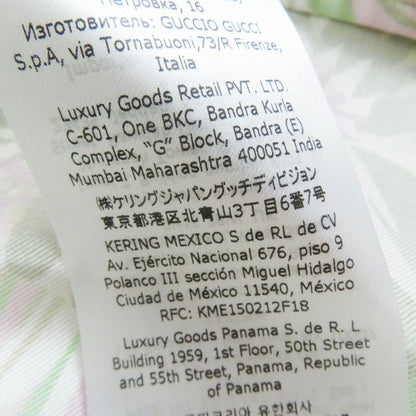 Петровка, 16
Изготовитель: GUCCIO GUCCI
S.p.A, via Tornabuoni,73/R Firenze,
Italia
Luxury Goods Retail PVT. LTD.
C-601, One BKC, Bandra Kurla
Complex, “G” Block, Bandra (E)
Mumbai Maharashtra 400051 India
㈱ケリングジャパングッチディビジョン
東京都港区北青山3丁目6番7号
KERING MEXICO S de RL de CV
Av. Ejército Nacional 676, piso 9
Polanco III sección Miguel Hidalgo
Ciudad de México 11540, México
RFC: KME150212F18
Luxury Goods Panama S. de R. L
Building 1959, 1st Floor, 50th Street
and 55th Street, Panama, Republic
of Panama
유한회사